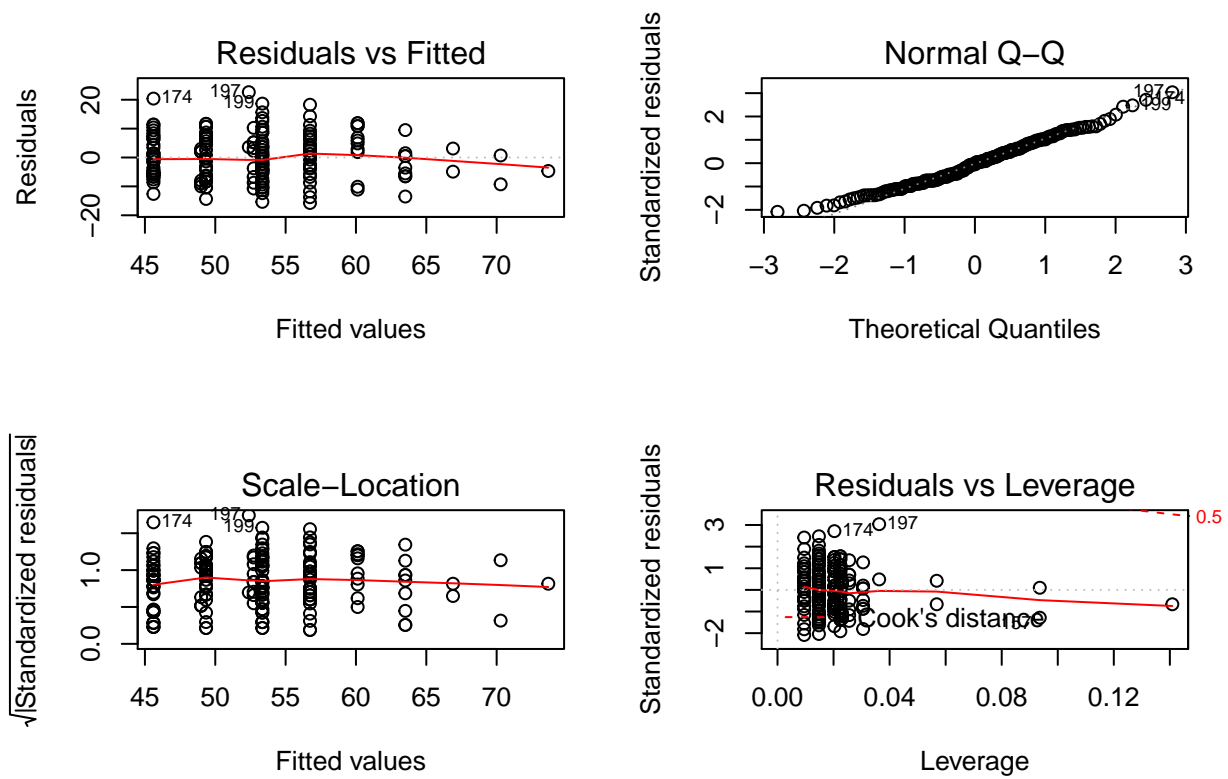 Residuals vs Fitted
Residuals
20
0
−20
174
197
199
45 50 55 60 65 70
Fitted values
Normal Q−Q
Standardized residuals
2
0
−2
197
174
199
−3 −2 −1 0 1 2 3
Theoretical Quantiles
Scale−Location
√|Standardized residuals|
1.0
0.0
174
197
199
45 50 55 60 65 70
Fitted values
Residuals vs Leverage
Standardized residuals
3
1
−2
174
197
0.5
Cook's distance
157
0.00 0.04 0.08 0.12
Leverage